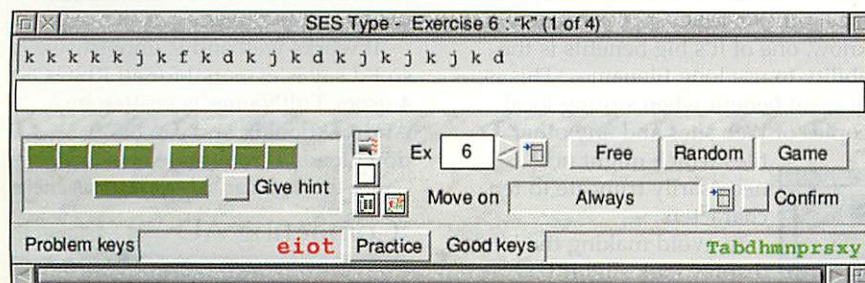 SES Type - Exercise 6 : “k” (1 of 4)
k k k k k j k f k d k j k d k j k j k j k d
Ex 6 Free Random Game
Give hint
Move on Always Confirm
Problem keys eiot Practice Good keys Tabdhmnprsxy